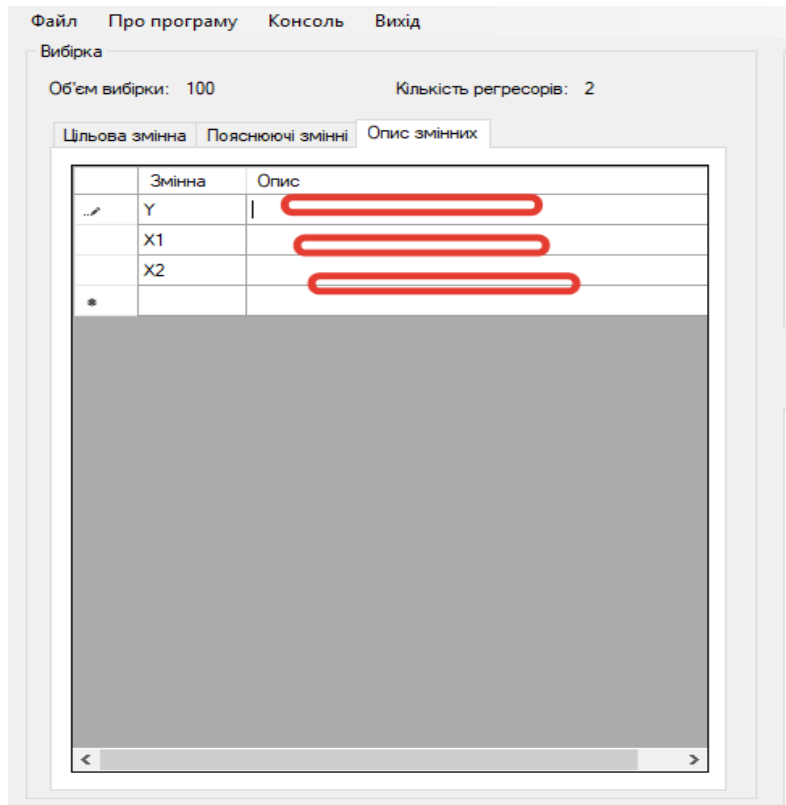 Файл Про програму Консоль Вихід
Вибірка
Об'єм вибірки: 100 Кількість регресорів: 2
Цільова змінна Пояснюючі змінні Опис змінних
Змінна Опис
Y
X1
X2